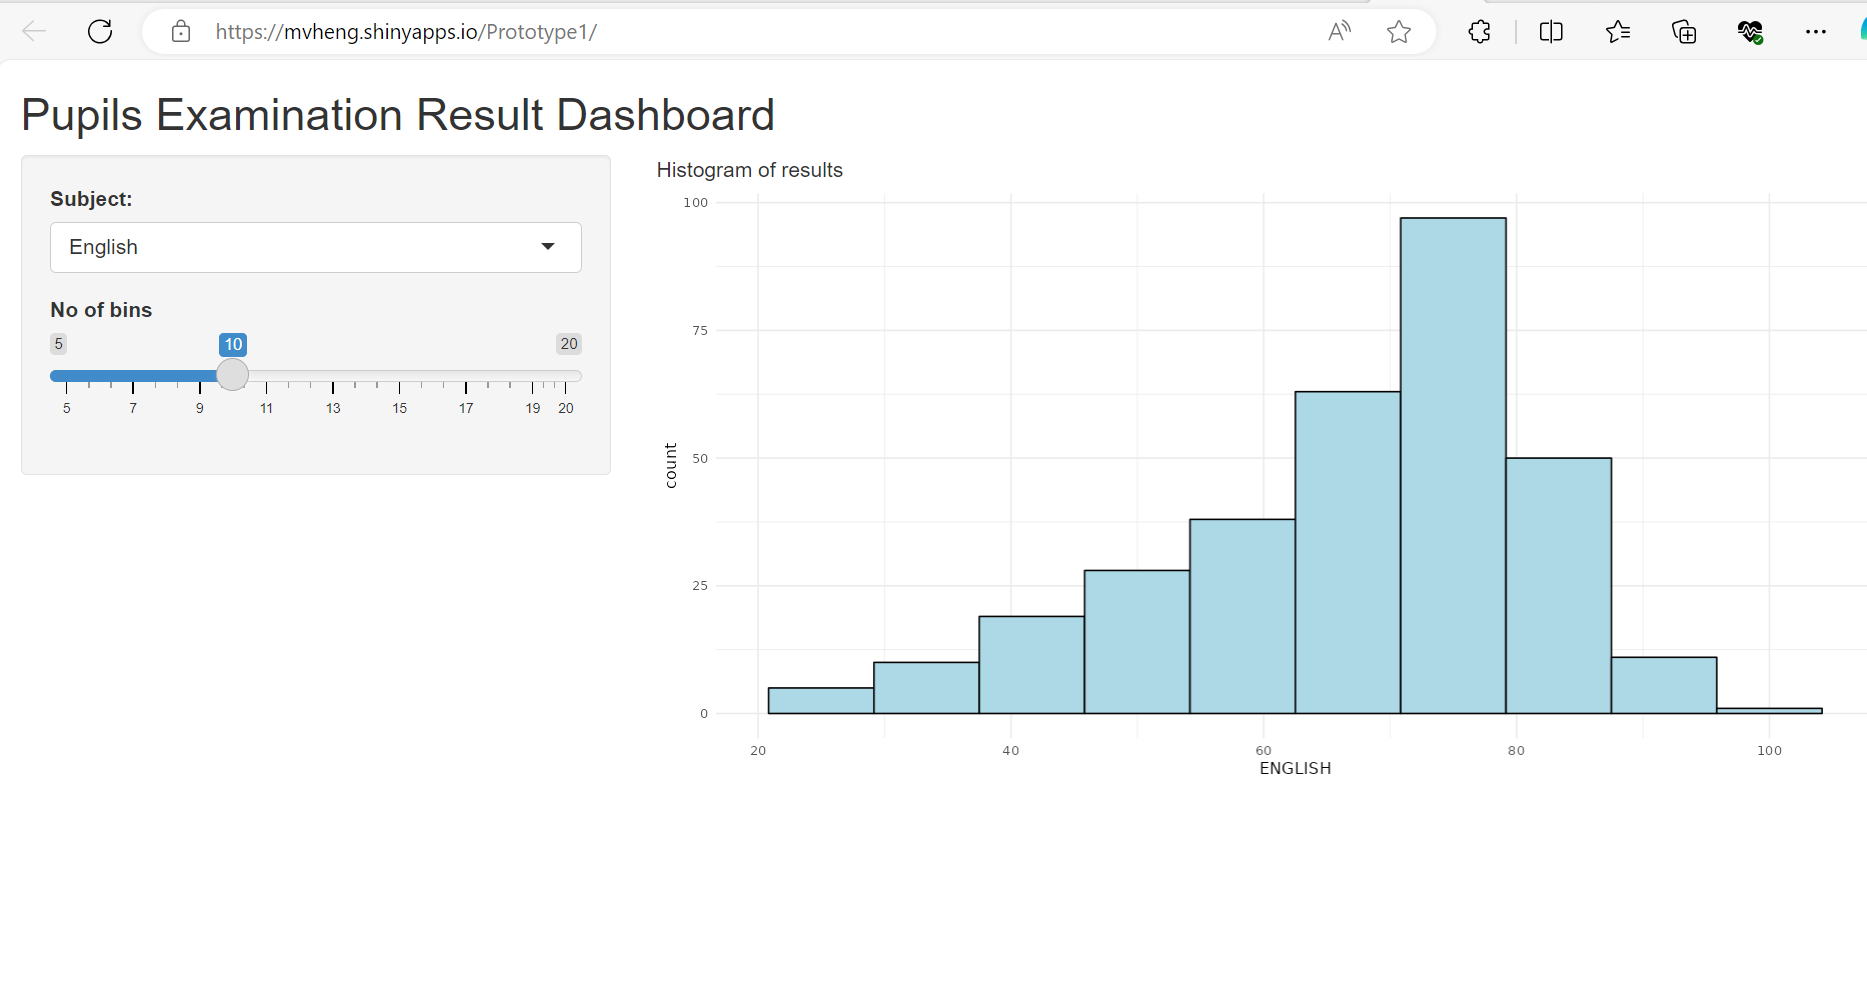 https://mvheng.shinyapps.io/Prototype1/
Pupils Examination Result Dashboard
Subject:
English
No of bins
5 10 20
5 7 9 11 13 15 17 19 20
Histogram of results
100
75
50
25
0
count
20 40 60 80 100
ENGLISH